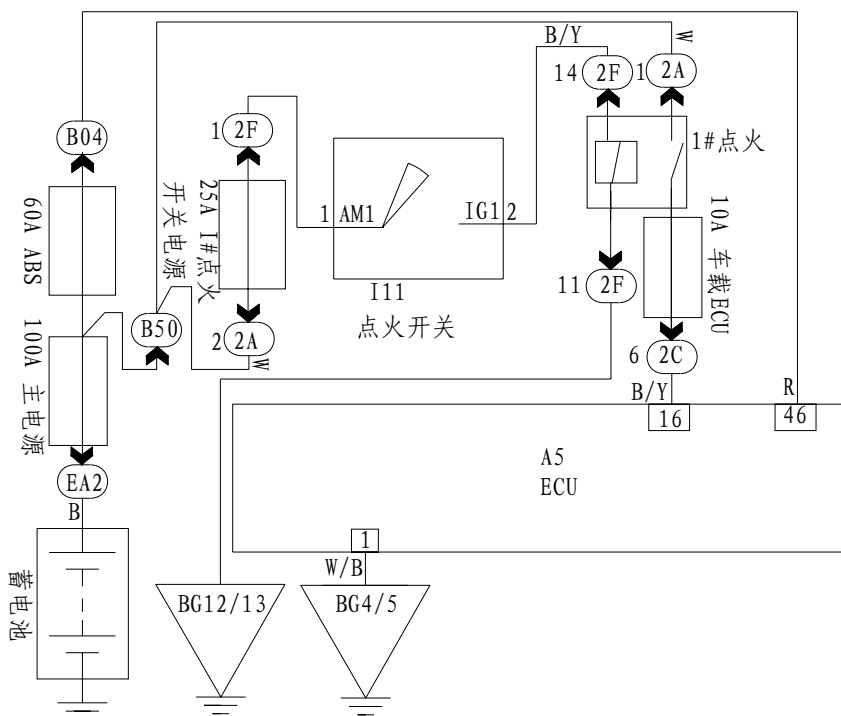 B/Y
W
14
2F
1
2A
B04
1
2F
1#点火
60A ABS
开关电源
25A I#点火
1
AM1
IG1
2
10A 车载ECU
I11
点火开关
11
2F
B50
2
2A
W
6
2C
100A 主电源
B/Y
R
16
46
EA2
B
A5
ECU
1
W/B
蓄电池
BG12/13
BG4/5